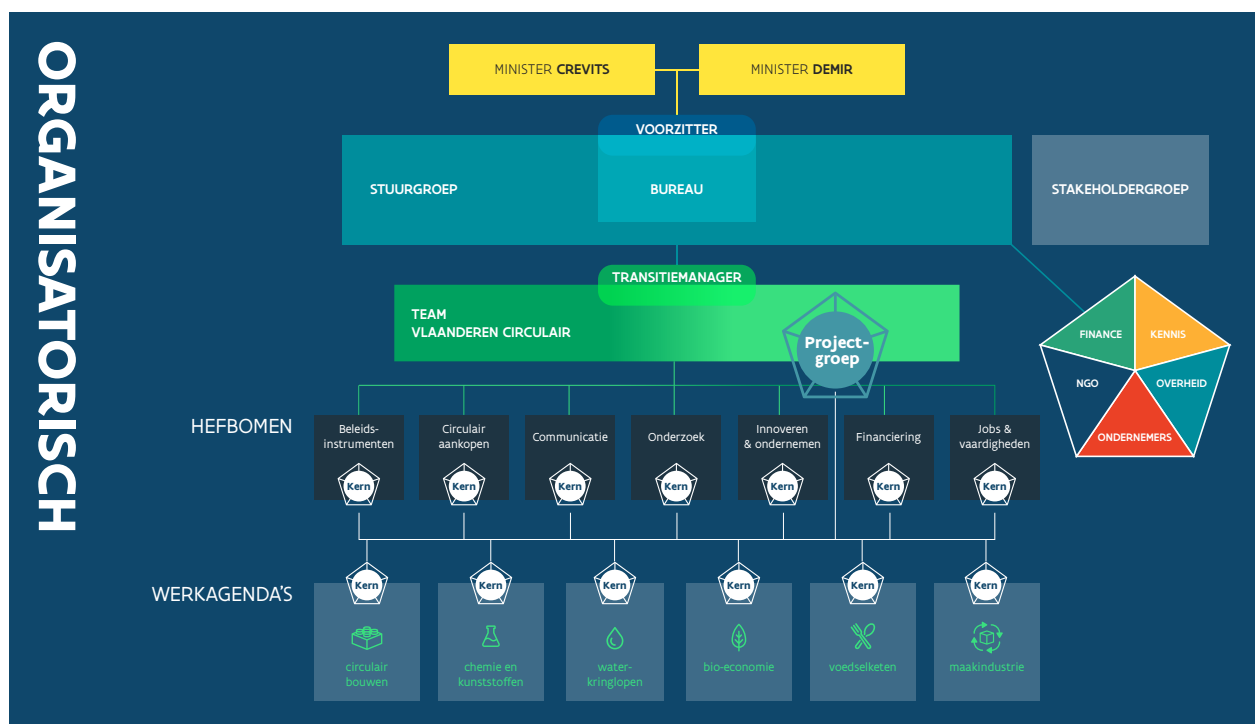 ORGANISATORISCH
MINISTER CREVITS
MINISTER DEMIR
VOORZITTER
STUURGROEP
BUREAU
STAKEHOLDERGROEP
TRANSITIEMANAGER
TEAM
VLAANDEREN CIRCULAIR
Project-
groep
FINANCE
KENNIS
NGO
OVERHEID
ONDERNEMERS
HEFBOMEN
Beleids-
instrumenten
Kern
Circulair
aankopen
Kern
Communicatie
Kern
Onderzoek
Kern
Innoveren
& ondernemen
Kern
Financiering
Kern
Jobs &
vaardigheden
Kern
WERKAGENDA'S
Kern
circulair
bouwen
Kern
chemie en
kunststoffen
Kern
water-
kringlopen
Kern
bio-economie
Kern
voedselketen
Kern
maakindustrie